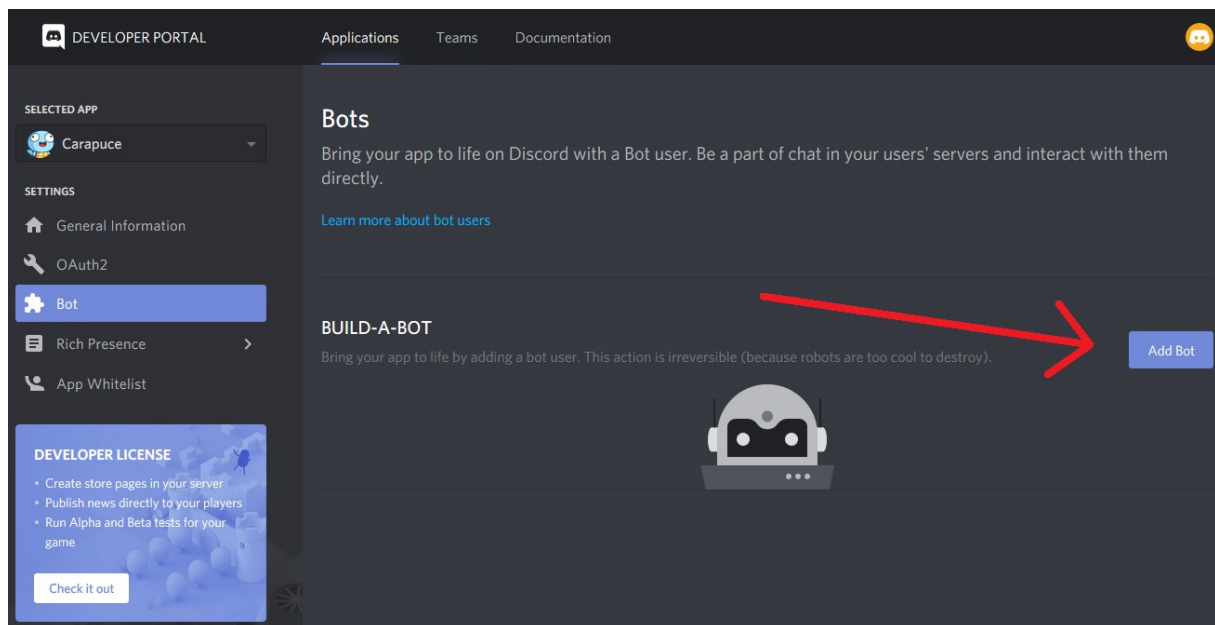 DEVELOPER PORTAL
Applications
Teams
Documentation
SELECTED APP
Carapuce
SETTINGS
General Information
OAuth2
Bot
Rich Presence
App Whitelist
DEVELOPER LICENSE
• Create store pages in your server
• Publish news directly to your players
• Run Alpha and Beta tests for your
game
Check it out
Bots
Bring your app to life on Discord with a Bot user. Be a part of chat in your users' servers and interact with them
directly.
Learn more about bot users
BUILD-A-BOT
Bring your app to life by adding a bot user. This action is irreversible (because robots are too cool to destroy).
Add Bot